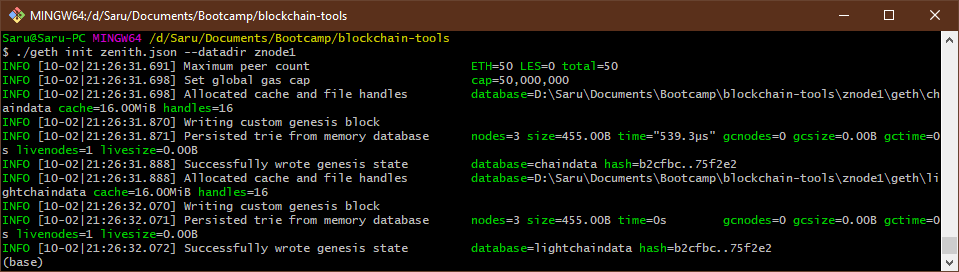 MINGW64:/d/Saru/Documents/Bootcamp/blockchain-tools
Saru@Saru-PC MINGW64 /d/Saru/Documents/Bootcamp/blockchain-tools
$ ./geth init zenith.json --datadir znode1
INFO [10-02|21:26:31.691] Maximum peer count                       ETH=50 LES=0 total=50
INFO [10-02|21:26:31.698] Set global gas cap                       cap=50,000,000
INFO [10-02|21:26:31.698] Allocated cache and file handles         database=D:\Saru\Documents\Bootcamp\blockchain-tools\znode1\geth\ch
aindata cache=16.00MiB handles=16
INFO [10-02|21:26:31.870] Writing custom genesis block
INFO [10-02|21:26:31.871] Persisted trie from memory database      nodes=3 size=455.00B time="539.3µs" gcnodes=0 gcsize=0.00B gctime=0
s livenodes=1 livesize=0.00B
INFO [10-02|21:26:31.888] Successfully wrote genesis state         database=chaindata hash=b2cfbc..75f2e2
INFO [10-02|21:26:31.888] Allocated cache and file handles         database=D:\Saru\Documents\Bootcamp\blockchain-tools\znode1\geth\li
ghtchaindata cache=16.00MiB handles=16
INFO [10-02|21:26:32.070] Writing custom genesis block
INFO [10-02|21:26:32.071] Persisted trie from memory database      nodes=3 size=455.00B time=0s        gcnodes=0 gcsize=0.00B gctime=0
s livenodes=1 livesize=0.00B
INFO [10-02|21:26:32.072] Successfully wrote genesis state         database=lightchaindata hash=b2cfbc..75f2e2
(base)